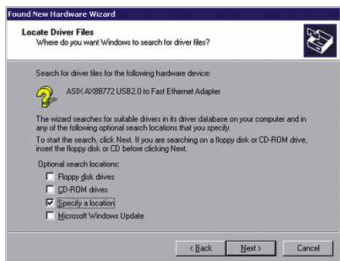 Found New Hardware Wizard
Locate Driver Files
Where do you want Windows to search for driver files?
Search for driver files for the following hardware device:
ASIX AX88772 USB2.0 to Fast Ethernet Adapter
The wizard searches for suitable drivers in its driver database on your computer and in
any of the following optional search locations that you specify.
To start the search, click Next. If you are searching on a floppy disk or CD-ROM drive,
insert the floppy disk or CD before clicking Next.
Optional search locations:
Floppy disk drives
CD-ROM drives
Specify a location
Microsoft Windows Update
< Back
Next >
Cancel